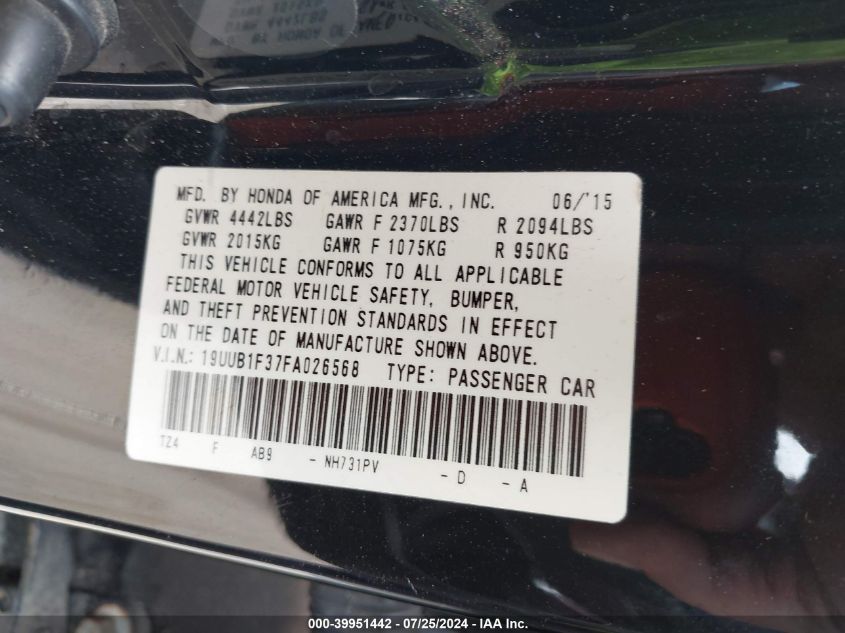 MFD. BY HONDA OF AMERICA MFG., INC. 06/'15
GVWR 4442LBS GAWR F 2370LBS R 2094LBS
GVWR 2015KG GAWR F 1075KG R 950KG
THIS VEHICLE CONFORMS TO ALL APPLICABLE
FEDERAL MOTOR VEHICLE SAFETY, BUMPER,
AND THEFT PREVENTION STANDARDS IN EFFECT
ON THE DATE OF MANUFACTURE SHOWN ABOVE.
V.I.N.: 19UUB1F37FA026568 TYPE: PASSENGER CAR
TZ4 F AB9 - NH731PV - D - A
000-39951442 - 07/25/2024 - IAA Inc.